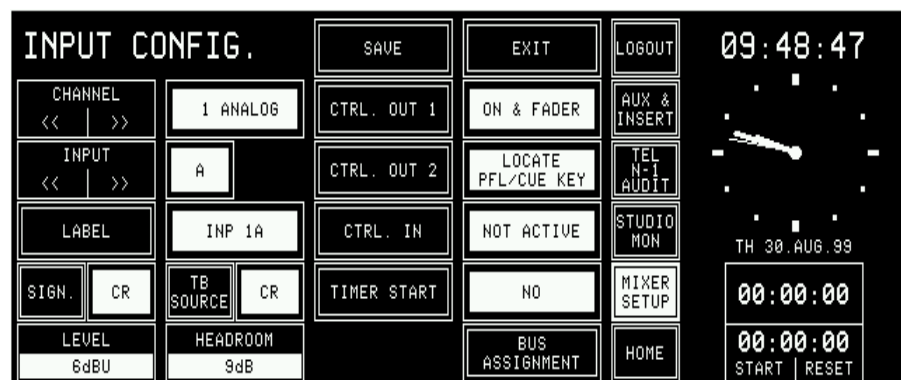 INPUT CONFIG.
SAVE
EXIT
LOGOUT
09:48:47
CHANNEL
<< >>
1 ANALOG
CTRL. OUT 1
ON & FADER
AUX &
INSERT
INPUT
<< >>
A
CTRL. OUT 2
LOCATE
PFL/CUE KEY
TEL
N-1
AUDIT
LABEL
INP 1A
CTRL. IN
NOT ACTIVE
STUDIO
MON
TH 30.AUG.99
SIGN.
CR
TB
SOURCE
CR
TIMER START
NO
MIXER
SETUP
00:00:00
LEVEL
6dBU
HEADROOM
9dB
BUS
ASSIGNMENT
HOME
00:00:00
START RESET